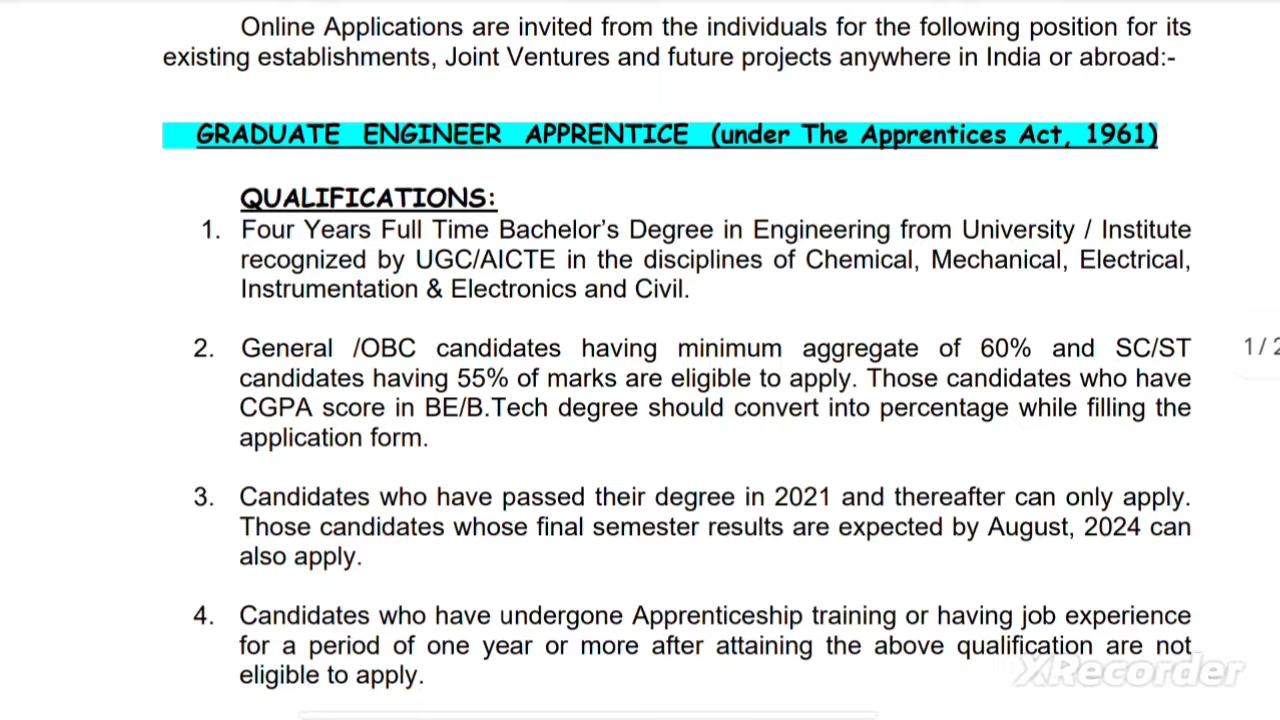 Online Applications are invited from the individuals for the following position for its
existing establishments, Joint Ventures and future projects anywhere in India or abroad:-
GRADUATE ENGINEER APPRENTICE (under The Apprentices Act, 1961)
QUALIFICATIONS:
1. Four Years Full Time Bachelor’s Degree in Engineering from University / Institute
recognized by UGC/AICTE in the disciplines of Chemical, Mechanical, Electrical,
Instrumentation & Electronics and Civil.
2. General /OBC candidates having minimum aggregate of 60% and SC/ST
candidates having 55% of marks are eligible to apply. Those candidates who have
CGPA score in BE/B.Tech degree should convert into percentage while filling the
application form.
3. Candidates who have passed their degree in 2021 and thereafter can only apply.
Those candidates whose final semester results are expected by August, 2024 can
also apply.
4. Candidates who have undergone Apprenticeship training or having job experience
for a period of one year or more after attaining the above qualification are not
eligible to apply.
1/2
XRecorder